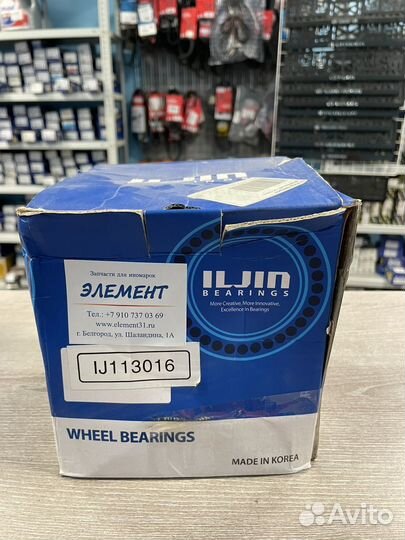 ILJIN
ILJIN
BEARINGS
More Creative, More Innovative,
Excellence In Bearings
Запчасти для иномарок
ЭЛЕМЕНТ
Тел.: +7 910 737 03 69
www.element31.ru
г. Белгород, ул. Шаландина, 1А
IJ113016
WHEEL BEARINGS
MADE IN KOREA
Avito